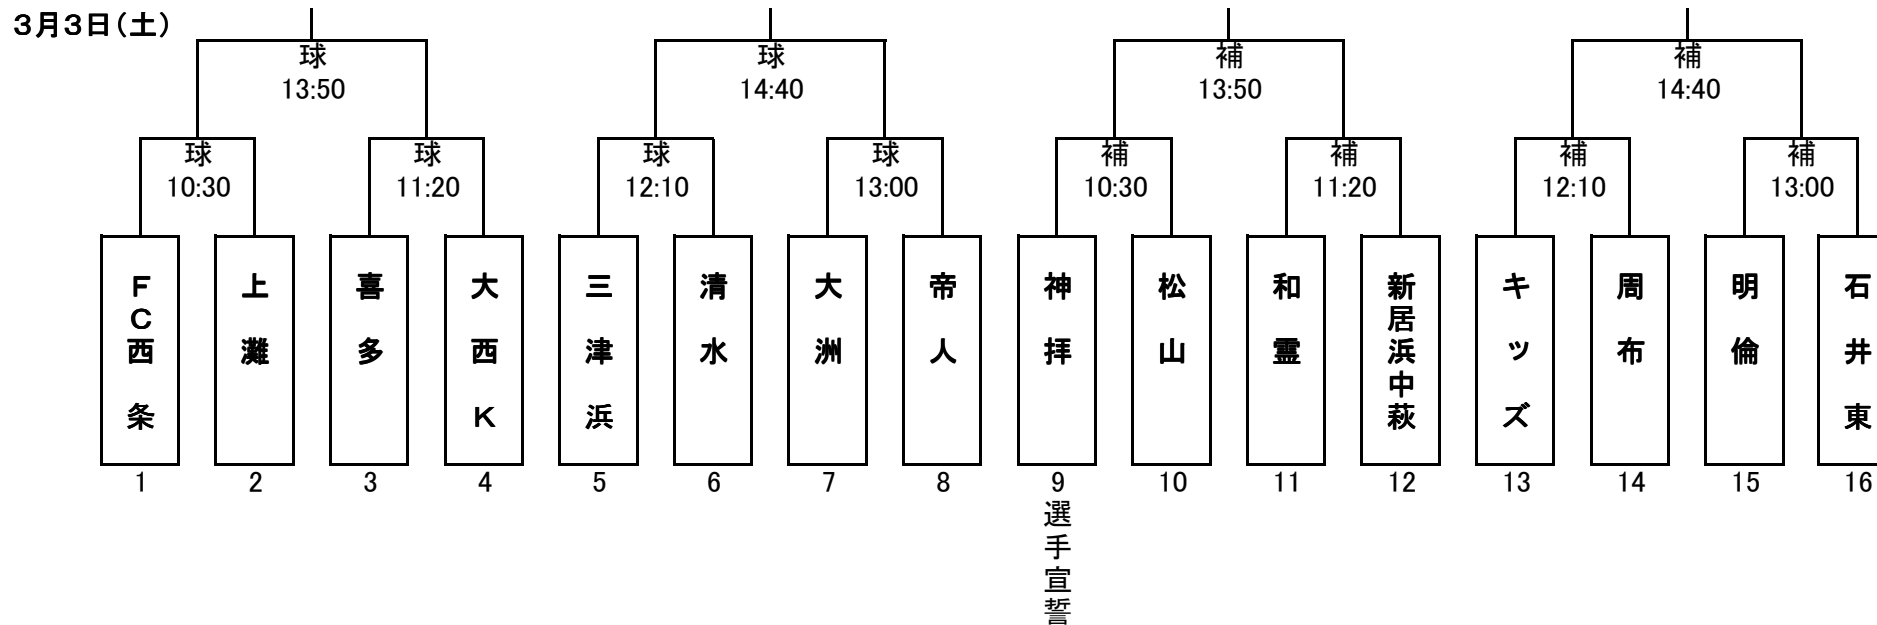 3月3日(土)
球
13:50
球
14:40
補
13:50
補
14:40
球
10:30
球
11:20
球
12:10
球
13:00
補
10:30
補
11:20
補
12:10
補
13:00
FC西条
上灘
喜多
大西K
三津浜
清水
大洲
帝人
神拝
松山
和霊
新居浜中萩
キッズ
周布
明倫
石井東
1
2
3
4
5
6
7
8
9
10
11
12
13
14
15
16
選手宣誓